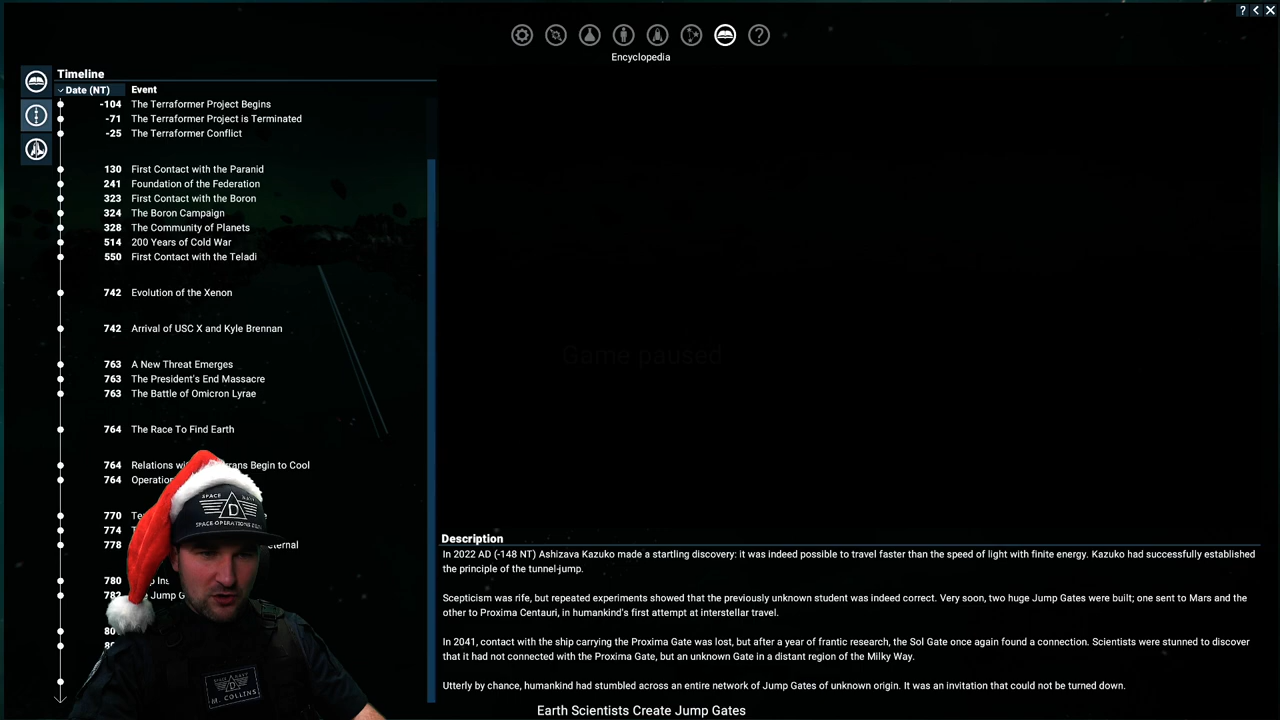 Encyclopedia
Timeline
Date (NT) Event
-104 The Terraformer Project Begins
-71 The Terraformer Project is Terminated
-25 The Terraformer Conflict
130 First Contact with the Paranid
241 Foundation of the Federation
323 First Contact with the Boron
324 The Boron Campaign
328 The Community of Planets
514 200 Years of Cold War
550 First Contact with the Teladi
742 Evolution of the Xenon
742 Arrival of USC X and Kyle Brennan
763 A New Threat Emerges
763 The President's End Massacre
763 The Battle of Omicron Lyrae
764 The Race To Find Earth
764 Relations Begin to Cool
764
770
774
778
780
Game paused
SPACE NAVY
D
SPACE-OPERATIONS
SPACE NAVY
D
M. COLLINS
Description
In 2022 AD (-148 NT) Ashizava Kazuko made a startling discovery: it was indeed possible to travel faster than the speed of light with finite energy. Kazuko had successfully established
the principle of the tunnel-jump.
Scepticism was rife, but repeated experiments showed that the previously unknown student was indeed correct. Very soon, two huge Jump Gates were built; one sent to Mars and the
other to Proxima Centauri, in humankind's first attempt at interstellar travel.
In 2041, contact with the ship carrying the Proxima Gate was lost, but after a year of frantic research, the Sol Gate once again found a connection. Scientists were stunned to discover
that it had not connected with the Proxima Gate, but an unknown Gate in a distant region of the Milky Way.
Utterly by chance, humankind had stumbled across an entire network of Jump Gates of unknown origin. It was an invitation that could not be turned down.
Earth Scientists Create Jump Gates